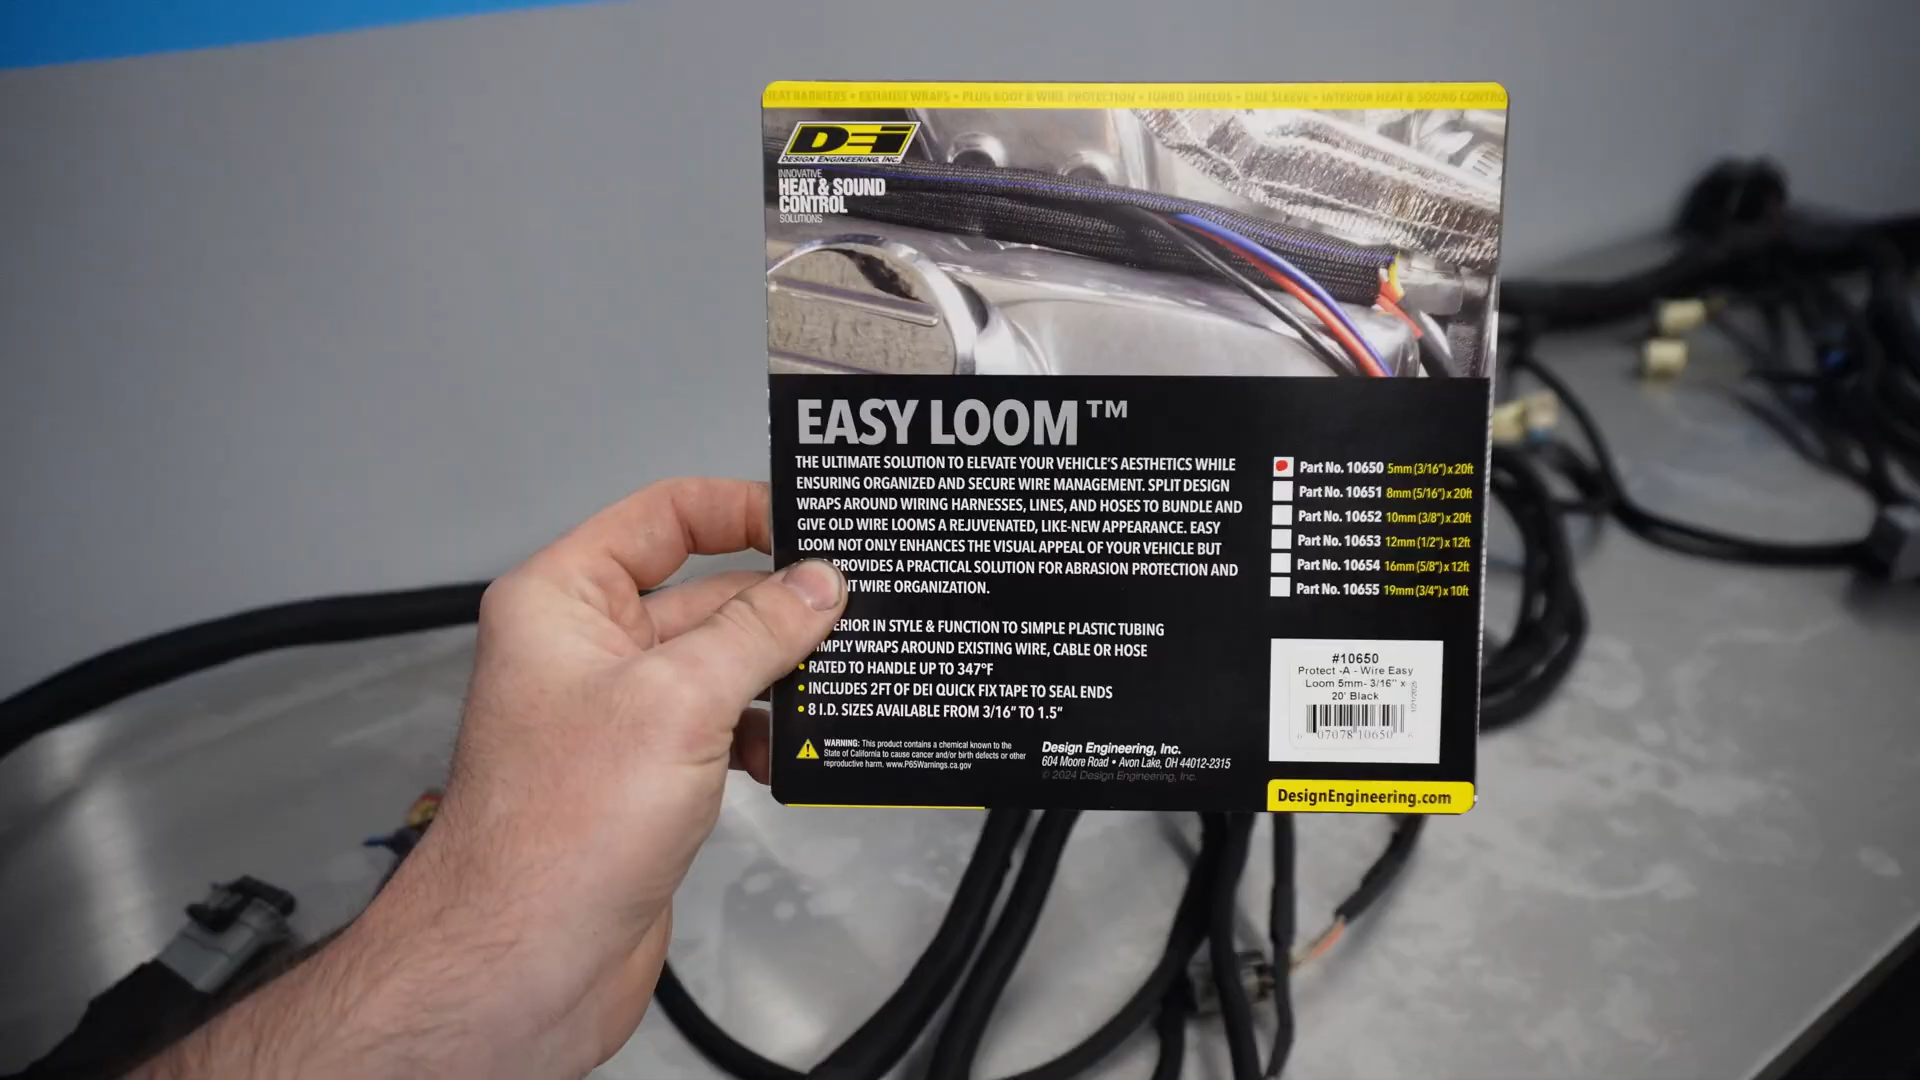 HEAT BARRIERS • EXHAUST WRAPS • PLUG BOOT & WIRE PROTECTION • TURBO SHIELDS • LINE SLEEVE • INTERIOR HEAT & SOUND CONTRO
DEi
DESIGN ENGINEERING, INC.
INNOVATIVE
HEAT & SOUND
CONTROL
SOLUTIONS
EASY LOOM™
THE ULTIMATE SOLUTION TO ELEVATE YOUR VEHICLE'S AESTHETICS WHILE
ENSURING ORGANIZED AND SECURE WIRE MANAGEMENT. SPLIT DESIGN
WRAPS AROUND WIRING HARNESSES, LINES, AND HOSES TO BUNDLE AND
GIVE OLD WIRE LOOMS A REJUVENATED, LIKE-NEW APPEARANCE. EASY
LOOM NOT ONLY ENHANCES THE VISUAL APPEAL OF YOUR VEHICLE BUT
PROVIDES A PRACTICAL SOLUTION FOR ABRASION PROTECTION AND
WIRE ORGANIZATION.
SIMPLE PLASTIC TUBING
WRAPS AROUND EXISTING WIRE, CABLE OR HOSE
• RATED TO HANDLE UP TO 347°F
• INCLUDES 2FT OF DEI QUICK FIX TAPE TO SEAL ENDS
• 8 I.D. SIZES AVAILABLE FROM 3/16" TO 1.5"
WARNING: This product contains a chemical known to the
State of California to cause cancer and/or birth defects or other
reproductive harm. www.P65Warnings.ca.gov
Design Engineering, Inc.
604 Moore Road • Avon Lake, OH 44012-2315
© 2024 Design Engineering, Inc.
Part No. 10650 5mm (3/16") x 20ft
Part No. 10651 8mm (5/16") x 20ft
Part No. 10652 10mm (3/8") x 20ft
Part No. 10653 12mm (1/2") x 12ft
Part No. 10654 16mm (5/8") x 12ft
Part No. 10655 19mm (3/4") x 10ft
#10650
Protect -A - Wire Easy
Loom 5mm- 3/16" x
20' Black
07078 10650
DesignEngineering.com